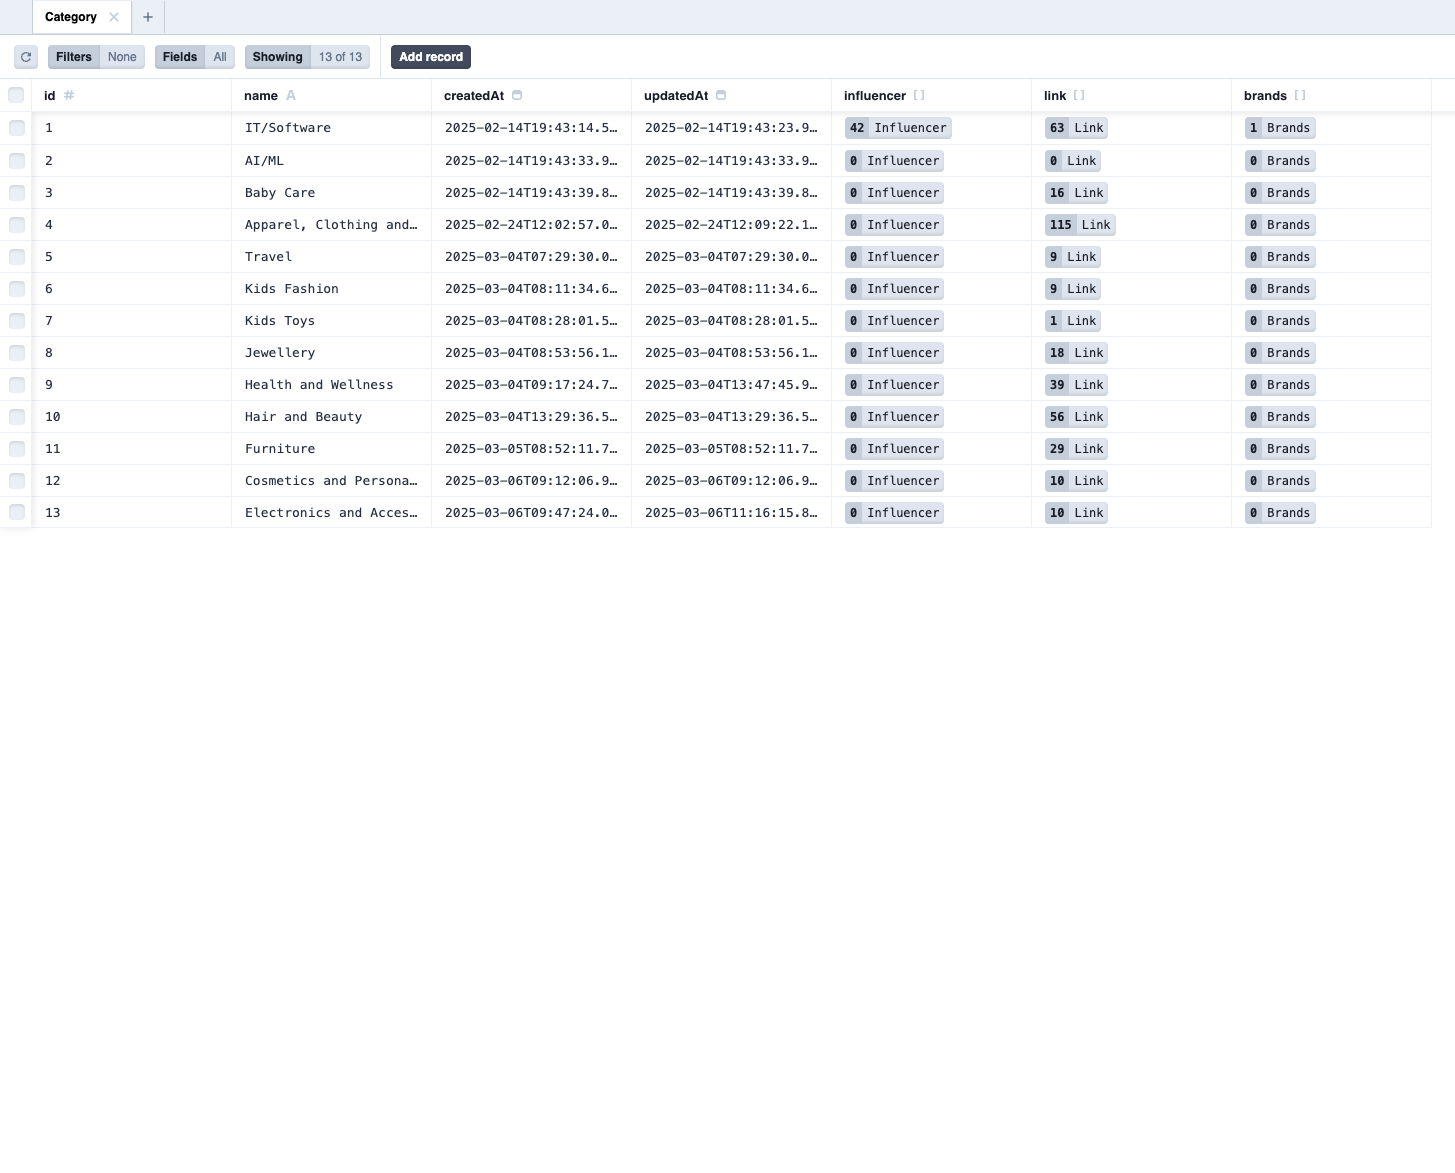 Category
Filters None Fields All Showing 13 of 13 Add record
id # name A createdAt updatedAt influencer [] link [] brands []
1 IT/Software 2025-02-14T19:43:14.5… 2025-02-14T19:43:23.9… 42 Influencer 63 Link 1 Brands
2 AI/ML 2025-02-14T19:43:33.9… 2025-02-14T19:43:33.9… 0 Influencer 0 Link 0 Brands
3 Baby Care 2025-02-14T19:43:39.8… 2025-02-14T19:43:39.8… 0 Influencer 16 Link 0 Brands
4 Apparel, Clothing and… 2025-02-24T12:02:57.0… 2025-02-24T12:09:22.1… 0 Influencer 115 Link 0 Brands
5 Travel 2025-03-04T07:29:30.0… 2025-03-04T07:29:30.0… 0 Influencer 9 Link 0 Brands
6 Kids Fashion 2025-03-04T08:11:34.6… 2025-03-04T08:11:34.6… 0 Influencer 9 Link 0 Brands
7 Kids Toys 2025-03-04T08:28:01.5… 2025-03-04T08:28:01.5… 0 Influencer 1 Link 0 Brands
8 Jewellery 2025-03-04T08:53:56.1… 2025-03-04T08:53:56.1… 0 Influencer 18 Link 0 Brands
9 Health and Wellness 2025-03-04T09:17:24.7… 2025-03-04T13:47:45.9… 0 Influencer 39 Link 0 Brands
10 Hair and Beauty 2025-03-04T13:29:36.5… 2025-03-04T13:29:36.5… 0 Influencer 56 Link 0 Brands
11 Furniture 2025-03-05T08:52:11.7… 2025-03-05T08:52:11.7… 0 Influencer 29 Link 0 Brands
12 Cosmetics and Persona… 2025-03-06T09:12:06.9… 2025-03-06T09:12:06.9… 0 Influencer 10 Link 0 Brands
13 Electronics and Acces… 2025-03-06T09:47:24.0… 2025-03-06T11:16:15.8… 0 Influencer 10 Link 0 Brands